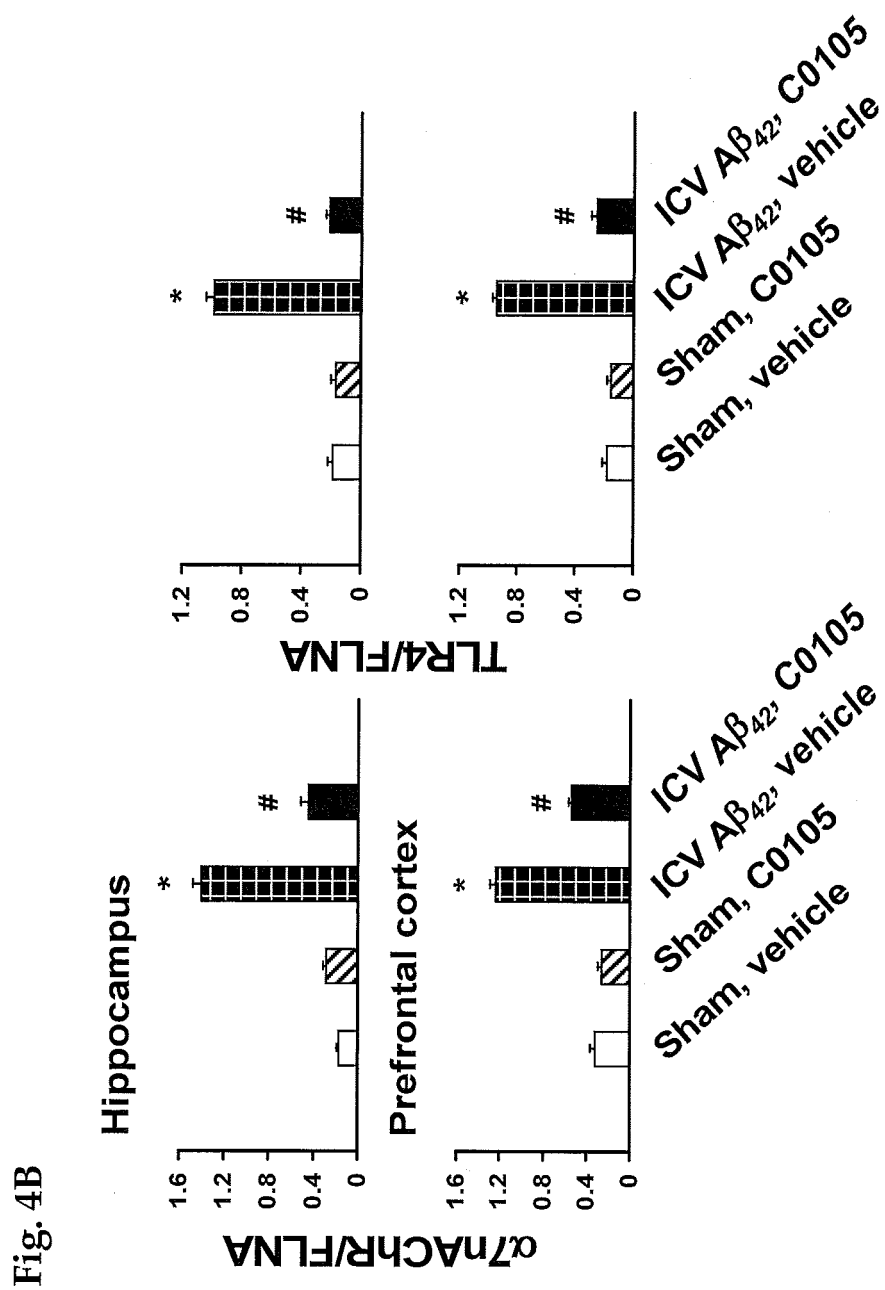 Fig. 4B
Hippocampus
α7nAChR/FLNA
1.6
1.2
0.8
0.4
0
*
#
TLR4/FLNA
1.2
0.8
0.4
0
*
#
Prefrontal cortex
1.6
1.2
0.8
0.4
0
*
#
1.2
0.8
0.4
0
*
#
Sham, vehicle
Sham, C0105
ICV Aβ42, vehicle
ICV Aβ42, C0105
Sham, vehicle
Sham, C0105
ICV Aβ42, vehicle
ICV Aβ42, C0105